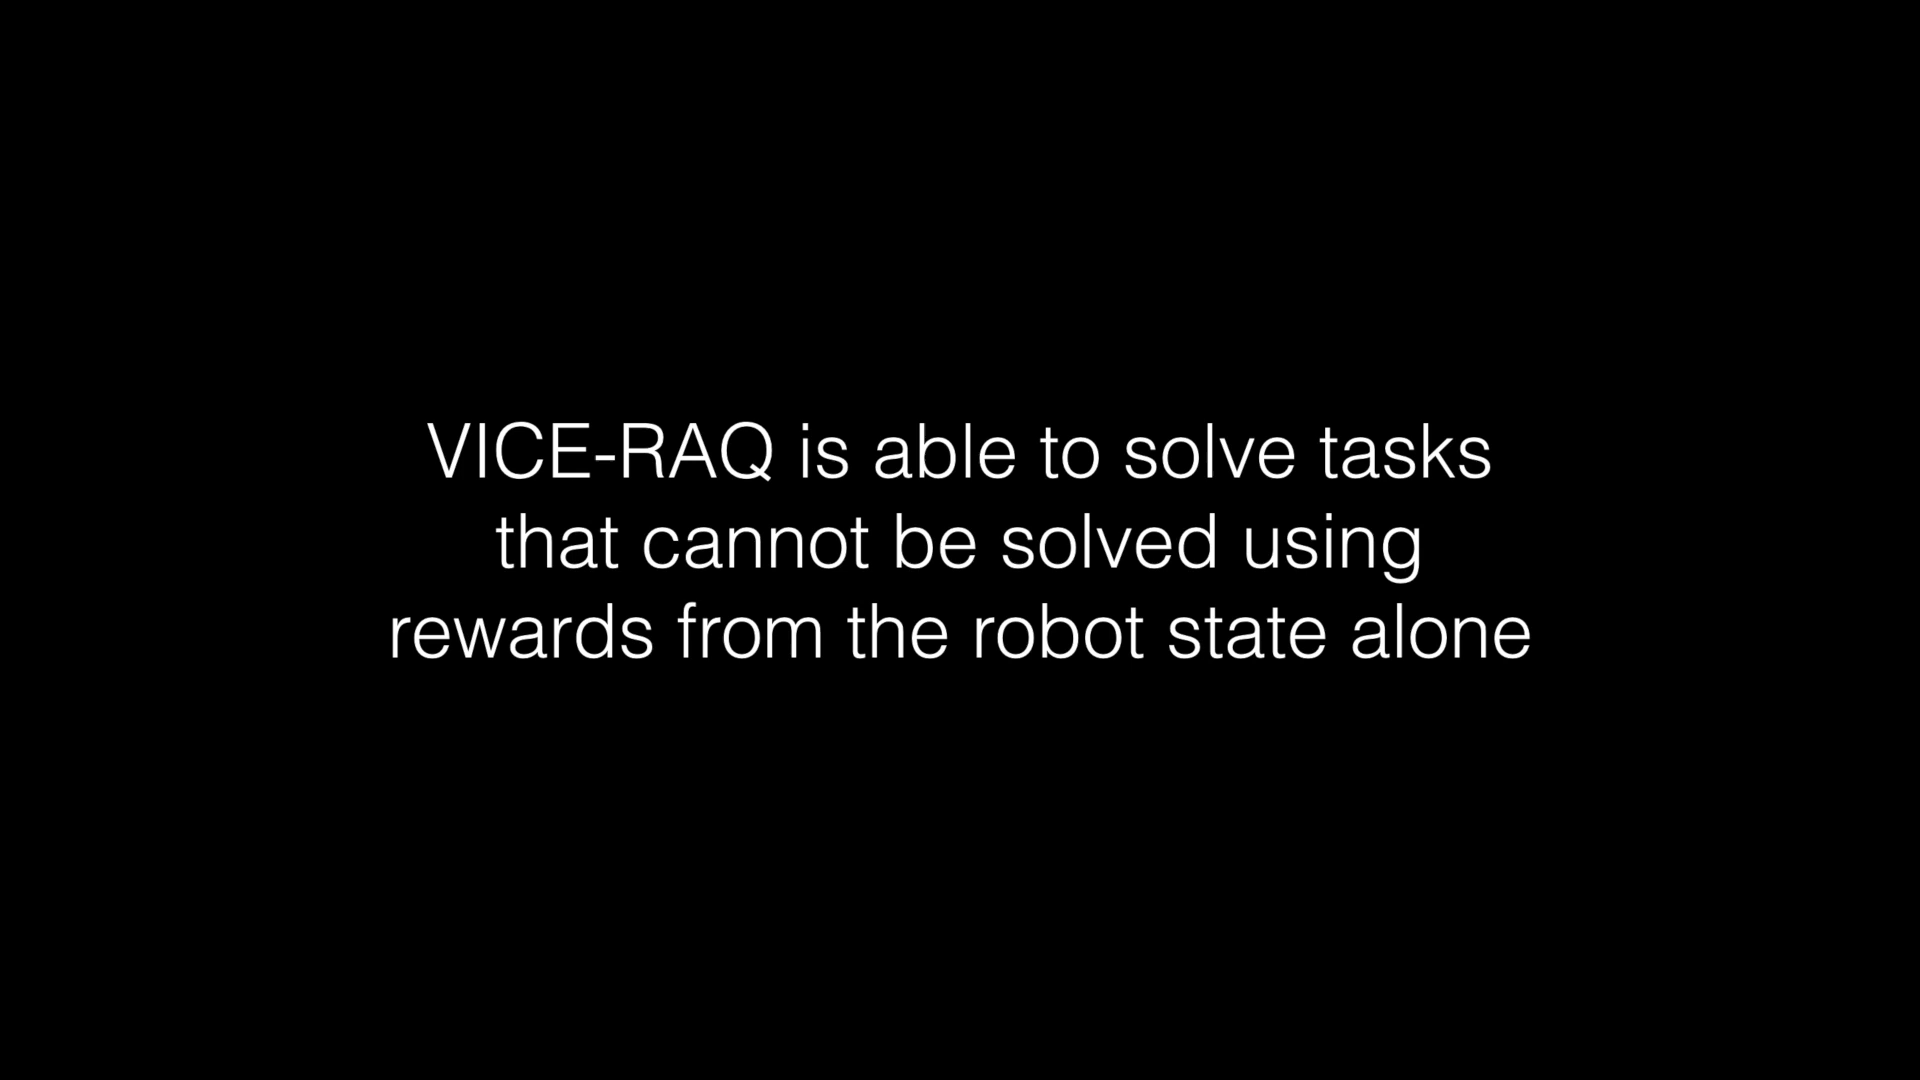 VICE-RAQ is able to solve tasks
that cannot be solved using
rewards from the robot state alone